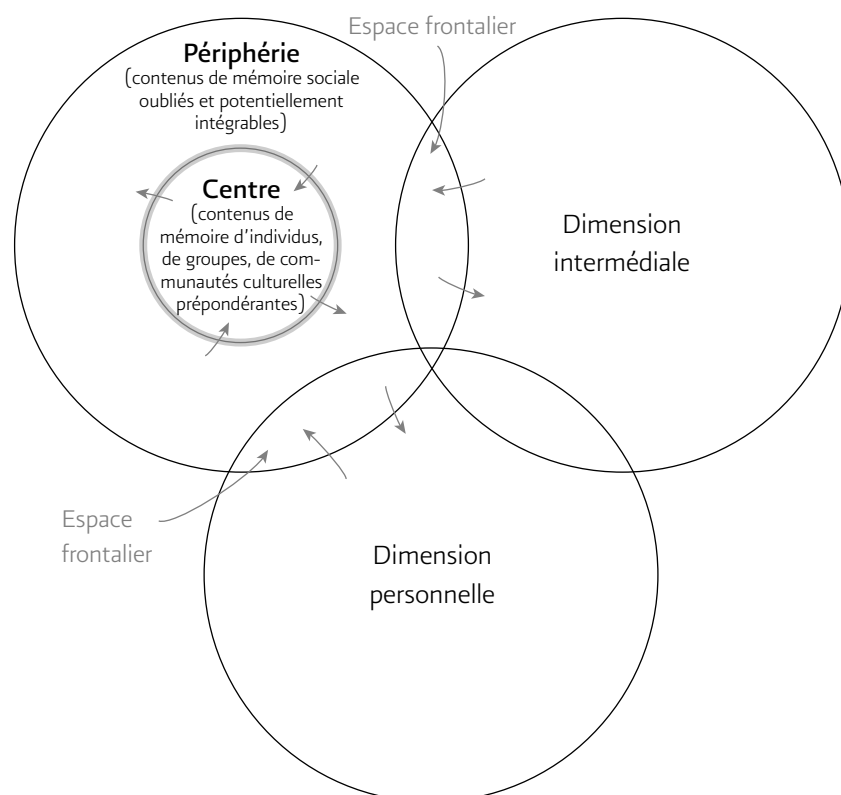 Espace frontalier
Périphérie
(contenus de mémoire sociale
oubliés et potentiellement
intégrables)
Centre
(contenus de
mémoire d'individus,
de groupes, de com-
munautés culturelles
prépondérantes)
Dimension
intermédiale
Espace
frontalier
Dimension
personnelle